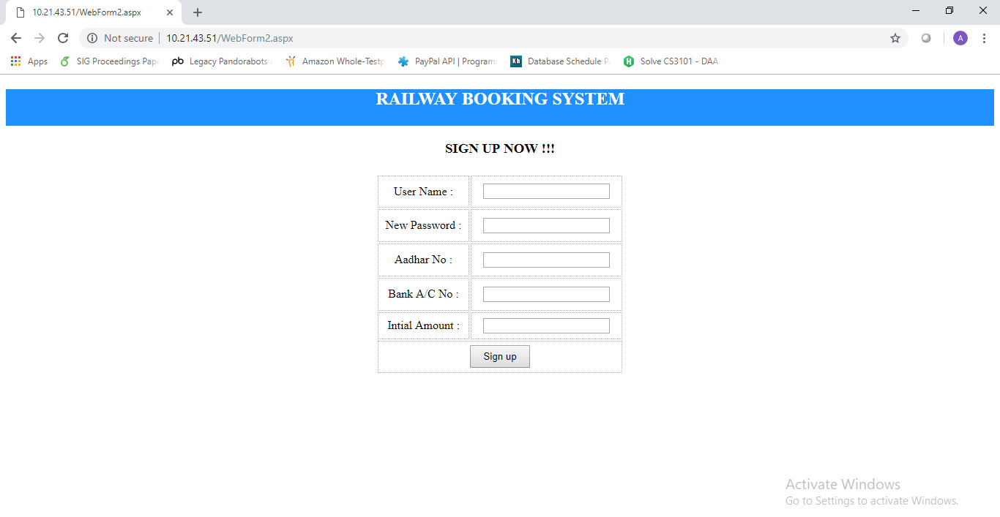 10.21.43.51/WebForm2.aspx
Not secure 10.21.43.51/WebForm2.aspx A
Apps SIG Proceedings Pap Legacy Pandorabots Amazon Whole-Testp PayPal API | Program Kb Database Schedule P H Solve CS3101 - DAA
RAILWAY BOOKING SYSTEM
SIGN UP NOW !!!
User Name :
New Password :
Aadhar No :
Bank A/C No :
Intial Amount :
Sign up
Activate Windows
Go to Settings to activate Windows.